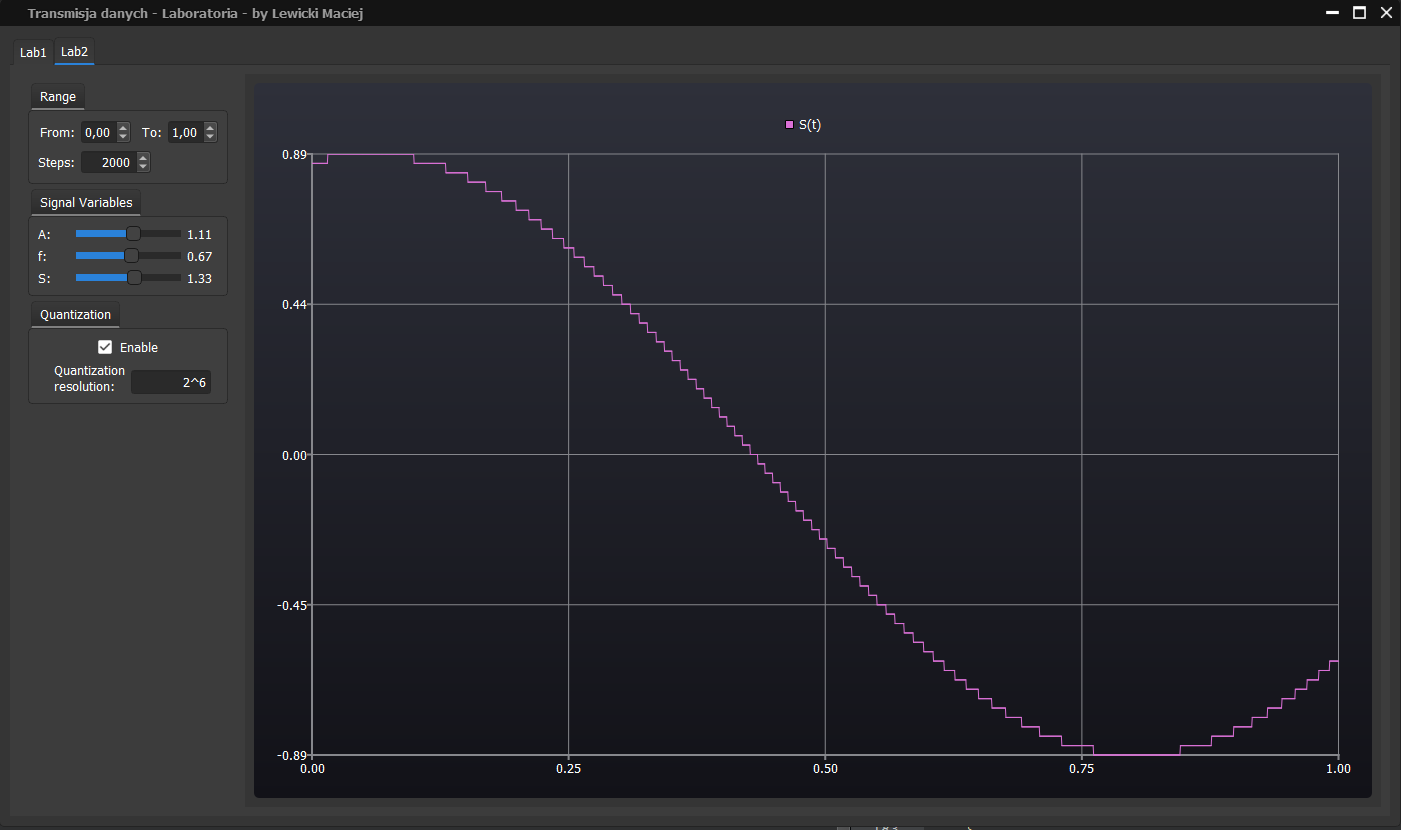 Transmisja danych - Laboratoria - by Lewicki Maciej
Lab1 Lab2
Range
From: 0,00 To: 1,00
Steps: 2000
Signal Variables
A: 1.11
f: 0.67
S: 1.33
Quantization
Enable
Quantization
resolution: 2^6
S(t)
0.89
0.44
0.00
-0.45
-0.89
0.00 0.25 0.50 0.75 1.00